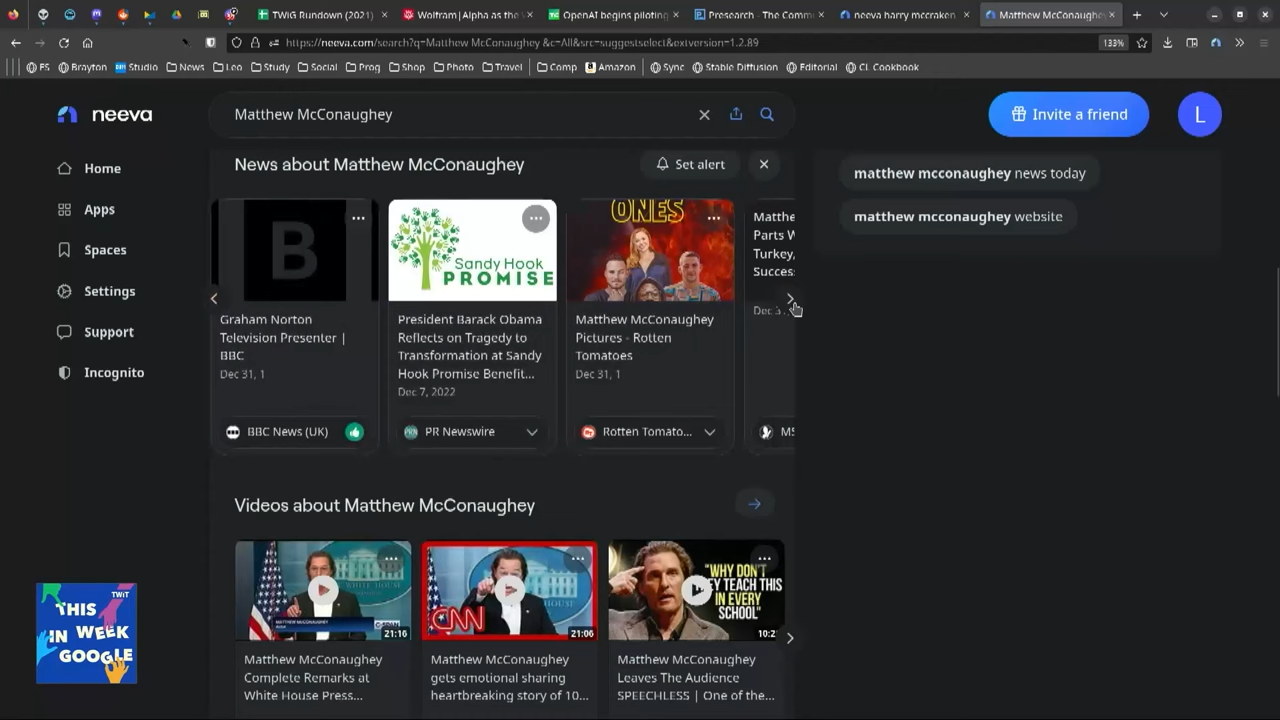 TWiG Rundown (2021)
Wolfram|Alpha as the
OpenAI begins piloting
Presearch - The Comm
neeva harry mccraken
Matthew McConaughe
https://neeva.com/search?q=Matthew McConaughey &c=All&src=suggestselect&extversion=1.2.89
133%
FS
Brayton
Studio
News
Leo
Study
Social
Prog
Shop
Photo
Travel
Comp
Amazon
Sync
Stable Diffusion
Editorial
CL Cookbook
neeva
Matthew McConaughey
Invite a friend
L
Home
Apps
Spaces
Settings
Support
Incognito
News about Matthew McConaughey
Set alert
matthew mcconaughey news today
matthew mcconaughey website
B
Graham Norton
Television Presenter |
BBC
Dec 31, 1
BBC News (UK)
Sandy Hook
PROMISE
President Barack Obama
Reflects on Tragedy to
Transformation at Sandy
Hook Promise Benefit...
Dec 7, 2022
PR Newswire
ONES
Matthew McConaughey
Pictures - Rotten
Tomatoes
Dec 31, 1
Rotten Tomato...
Matthe
Parts W
Turkey,
Succes
MS
Videos about Matthew McConaughey
21:16
Matthew McConaughey
Complete Remarks at
White House Press...
CNN
21:06
Matthew McConaughey
gets emotional sharing
heartbreaking story of 10...
"WHY DON'T
EY TEACH THIS
IN EVERY
SCHOOL"
10:2
Matthew McConaughey
Leaves The Audience
SPEECHLESS | One of the...
TWiT
THIS
IN WEEK
GOOGLE